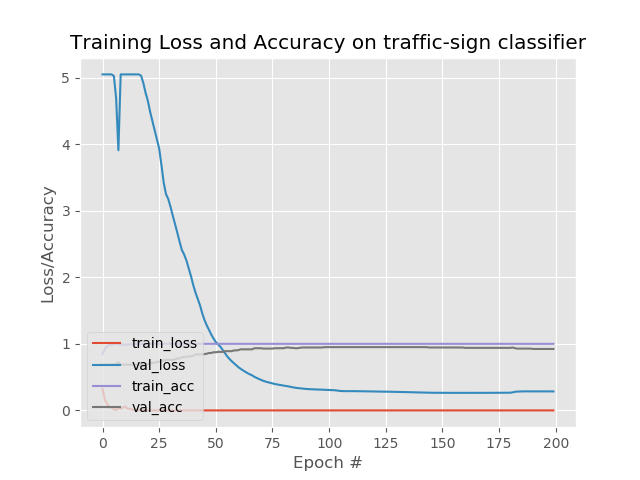 Training Loss and Accuracy on traffic-sign classifier
5
4
3
2
1
0
Loss/Accuracy
train_loss
val_loss
train_acc
val_acc
0 25 50 75 100 125 150 175 200
Epoch #